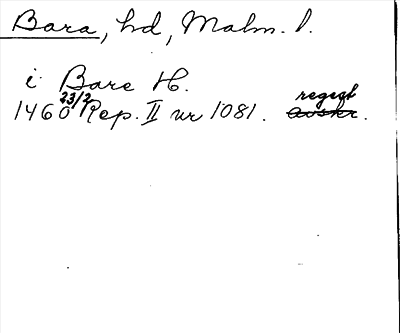 Bara, hd, Malm. l.
i Bare H.
1460 23/2 Rep. II nr 1081. regest avskr.